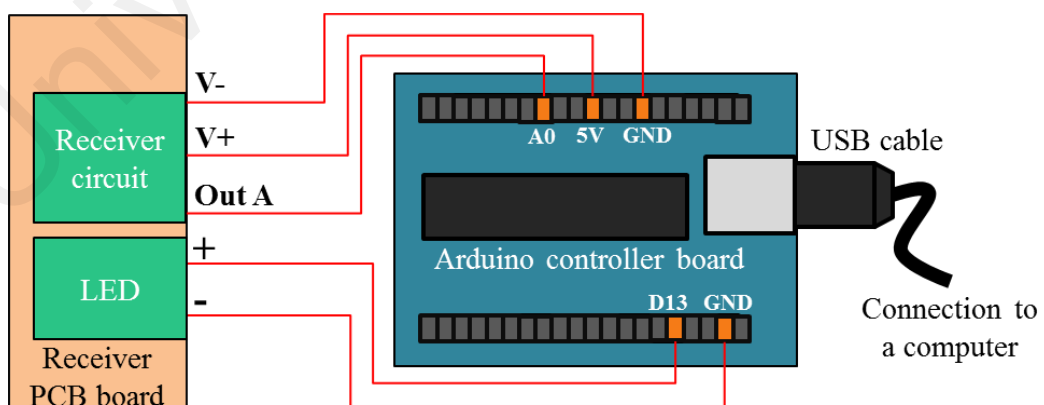 V-
Receiver
circuit
V+
Out A
+
LED
-
Receiver
PCB board
A0 5V GND
Arduino controller board
D13 GND
USB cable
Connection to
a computer